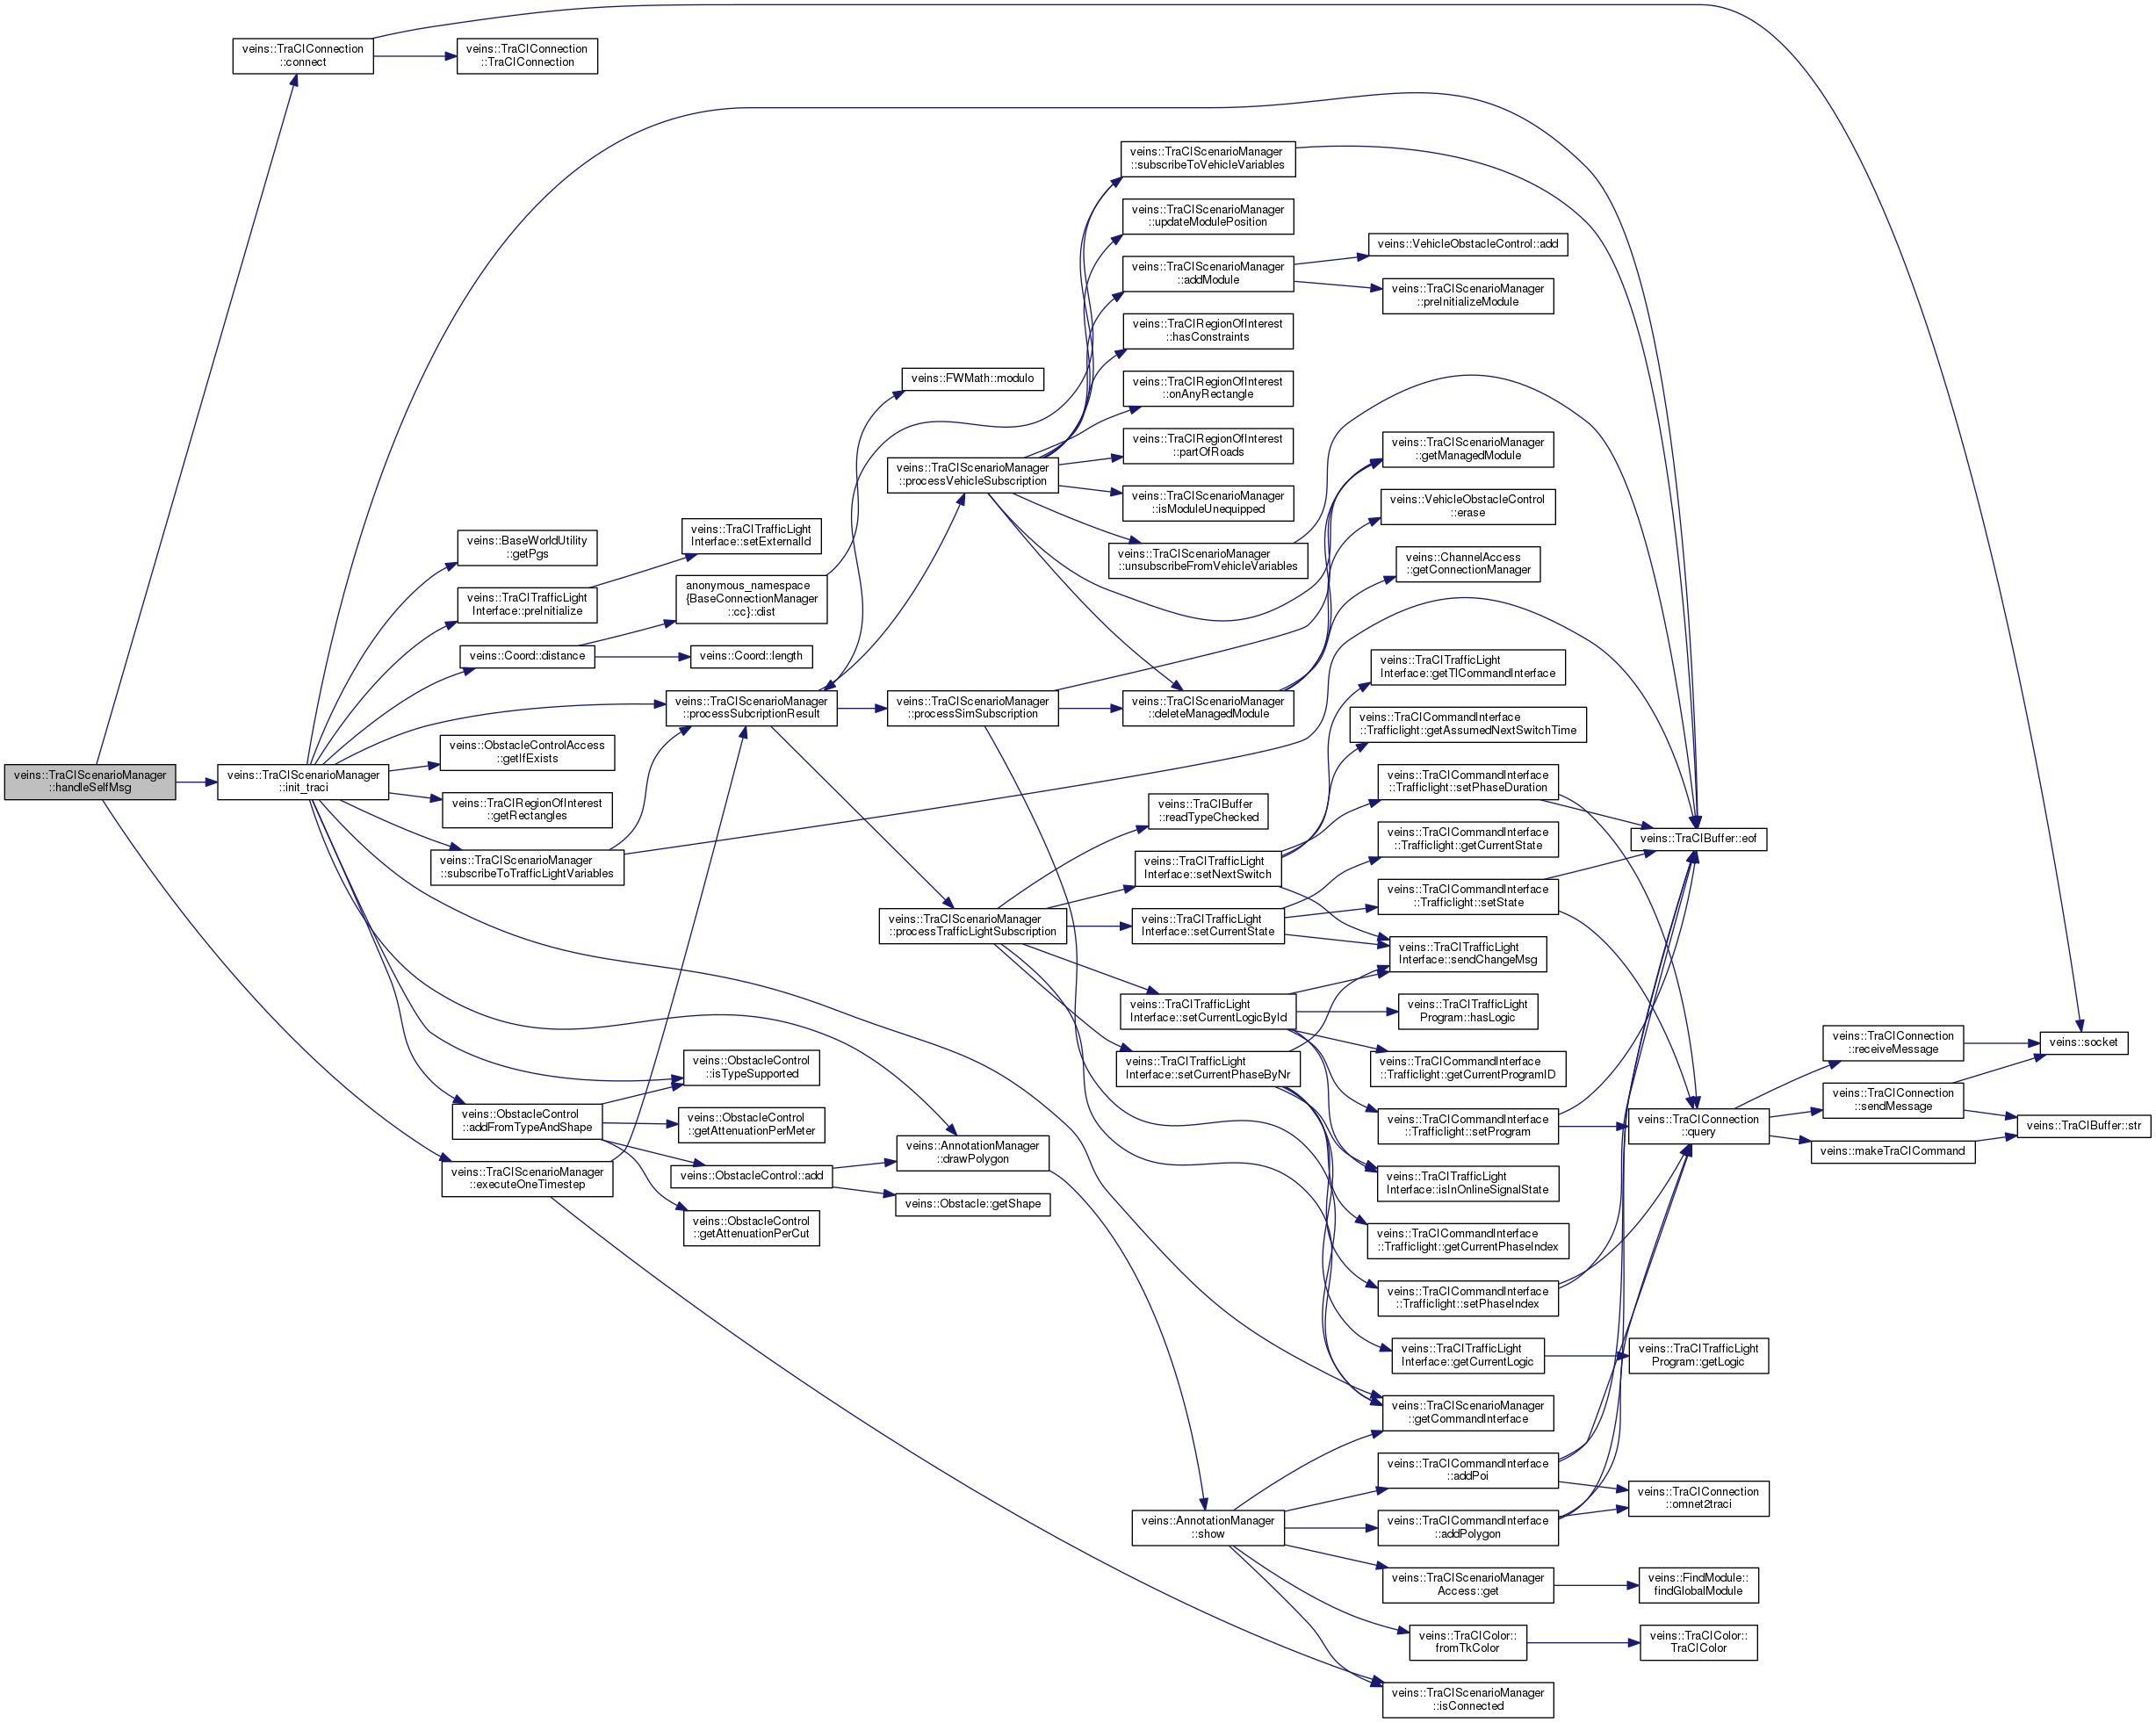 veins::TraCIScenarioManager
::handleSelfMsg
veins::TraCIConnection
::connect
veins::TraCIScenarioManager
::init_traci
veins::TraCIConnection
::TraCIConnection
veins::BaseWorldUtility
::getPgs
veins::TraCITrafficLight
Interface::preInitialize
veins::Coord::distance
veins::ObstacleControlAccess
::getIfExists
veins::TraCIRegionOfInterest
::getRectangles
veins::TraCIScenarioManager
::subscribeToTrafficLightVariables
veins::ObstacleControl
::addFromTypeAndShape
veins::TraCIScenarioManager
::executeOneTimestep
veins::TraCITrafficLight
Interface::setExternalId
anonymous_namespace
{BaseConnectionManager
::cc}::dist
veins::Coord::length
veins::TraCIScenarioManager
::processSubcriptionResult
veins::ObstacleControl
::isTypeSupported
veins::ObstacleControl
::getAttenuationPerMeter
veins::ObstacleControl::add
veins::ObstacleControl
::getAttenuationPerCut
veins::FWMath::modulo
veins::TraCIScenarioManager
::processVehicleSubscription
veins::TraCIScenarioManager
::processSimSubscription
veins::TraCIScenarioManager
::processTrafficLightSubscription
veins::AnnotationManager
::drawPolygon
veins::Obstacle::getShape
veins::TraCIScenarioManager
::subscribeToVehicleVariables
veins::TraCIScenarioManager
::updateModulePosition
veins::TraCIScenarioManager
::addModule
veins::TraCIRegionOfInterest
::hasConstraints
veins::TraCIRegionOfInterest
::onAnyRectangle
veins::TraCIRegionOfInterest
::partOfRoads
veins::TraCIScenarioManager
::isModuleUnequipped
veins::TraCIScenarioManager
::unsubscribeFromVehicleVariables
veins::TraCIScenarioManager
::deleteManagedModule
veins::TraCIBuffer
::readTypeChecked
veins::TraCITrafficLight
Interface::setNextSwitch
veins::TraCITrafficLight
Interface::setCurrentState
veins::TraCITrafficLight
Interface::setCurrentLogicById
veins::TraCITrafficLight
Interface::setCurrentPhaseByNr
veins::AnnotationManager
::show
veins::VehicleObstacleControl::add
veins::TraCIScenarioManager
::preInitializeModule
veins::TraCIScenarioManager
::getManagedModule
veins::VehicleObstacleControl
::erase
veins::ChannelAccess
::getConnectionManager
veins::TraCITrafficLight
Interface::getTlCommandInterface
veins::TraCICommandInterface
::Trafficlight::getAssumedNextSwitchTime
veins::TraCICommandInterface
::Trafficlight::setPhaseDuration
veins::TraCICommandInterface
::Trafficlight::getCurrentState
veins::TraCICommandInterface
::Trafficlight::setState
veins::TraCITrafficLight
Interface::sendChangeMsg
veins::TraCITrafficLight
Program::hasLogic
veins::TraCICommandInterface
::Trafficlight::getCurrentProgramID
veins::TraCICommandInterface
::Trafficlight::setProgram
veins::TraCITrafficLight
Interface::isInOnlineSignalState
veins::TraCICommandInterface
::Trafficlight::getCurrentPhaseIndex
veins::TraCICommandInterface
::Trafficlight::setPhaseIndex
veins::TraCITrafficLight
Interface::getCurrentLogic
veins::TraCIScenarioManager
::getCommandInterface
veins::TraCICommandInterface
::addPoi
veins::TraCICommandInterface
::addPolygon
veins::TraCIScenarioManager
Access::get
veins::TraCIColor::
fromTkColor
veins::TraCIScenarioManager
::isConnected
veins::TraCIBuffer::eof
veins::TraCIConnection
::query
veins::TraCITrafficLight
Program::getLogic
veins::TraCIConnection
::omnet2traci
veins::FindModule::
findGlobalModule
veins::TraCIColor::
TraCIColor
veins::TraCIConnection
::receiveMessage
veins::TraCIConnection
::sendMessage
veins::makeTraCICommand
veins::socket
veins::TraCIBuffer::str